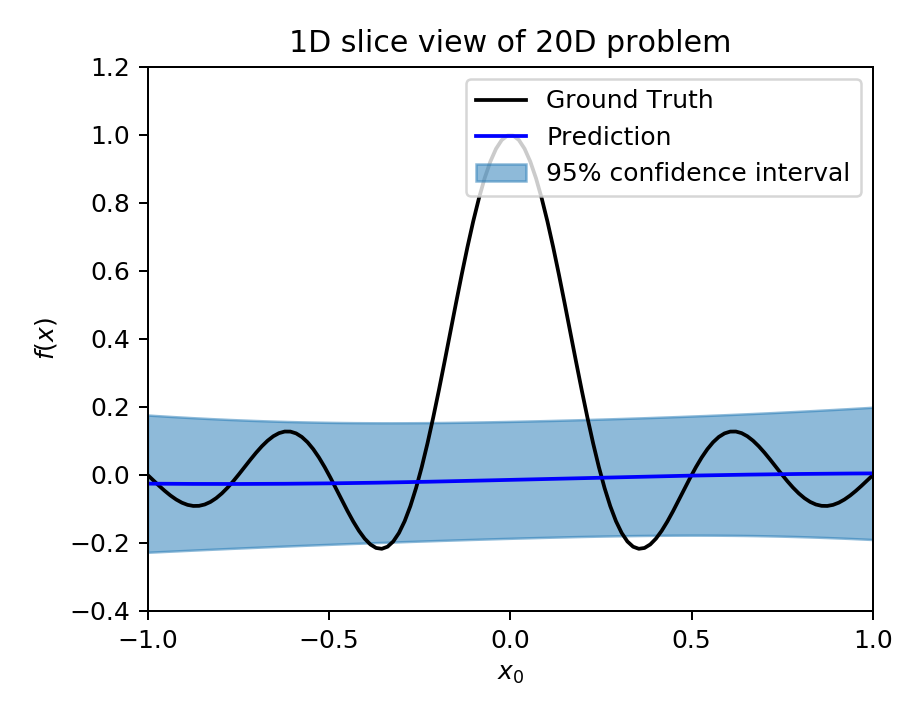 1D slice view of 20D problem
1.2
1.0
0.8
0.6
0.4
0.2
0.0
−0.2
−0.4
f(x)
Ground Truth
Prediction
95% confidence interval
−1.0 −0.5 0.0 0.5 1.0
x₀